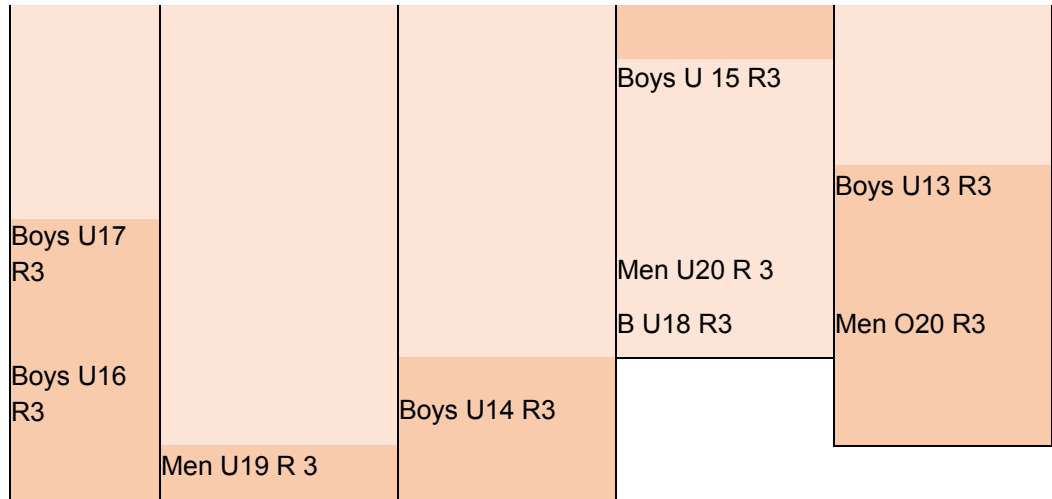 Boys U17
R3
Boys U16
R3
Men U19 R 3
Boys U14 R3
Boys U 15 R3
Men U20 R 3
B U18 R3
Boys U13 R3
Men O20 R3